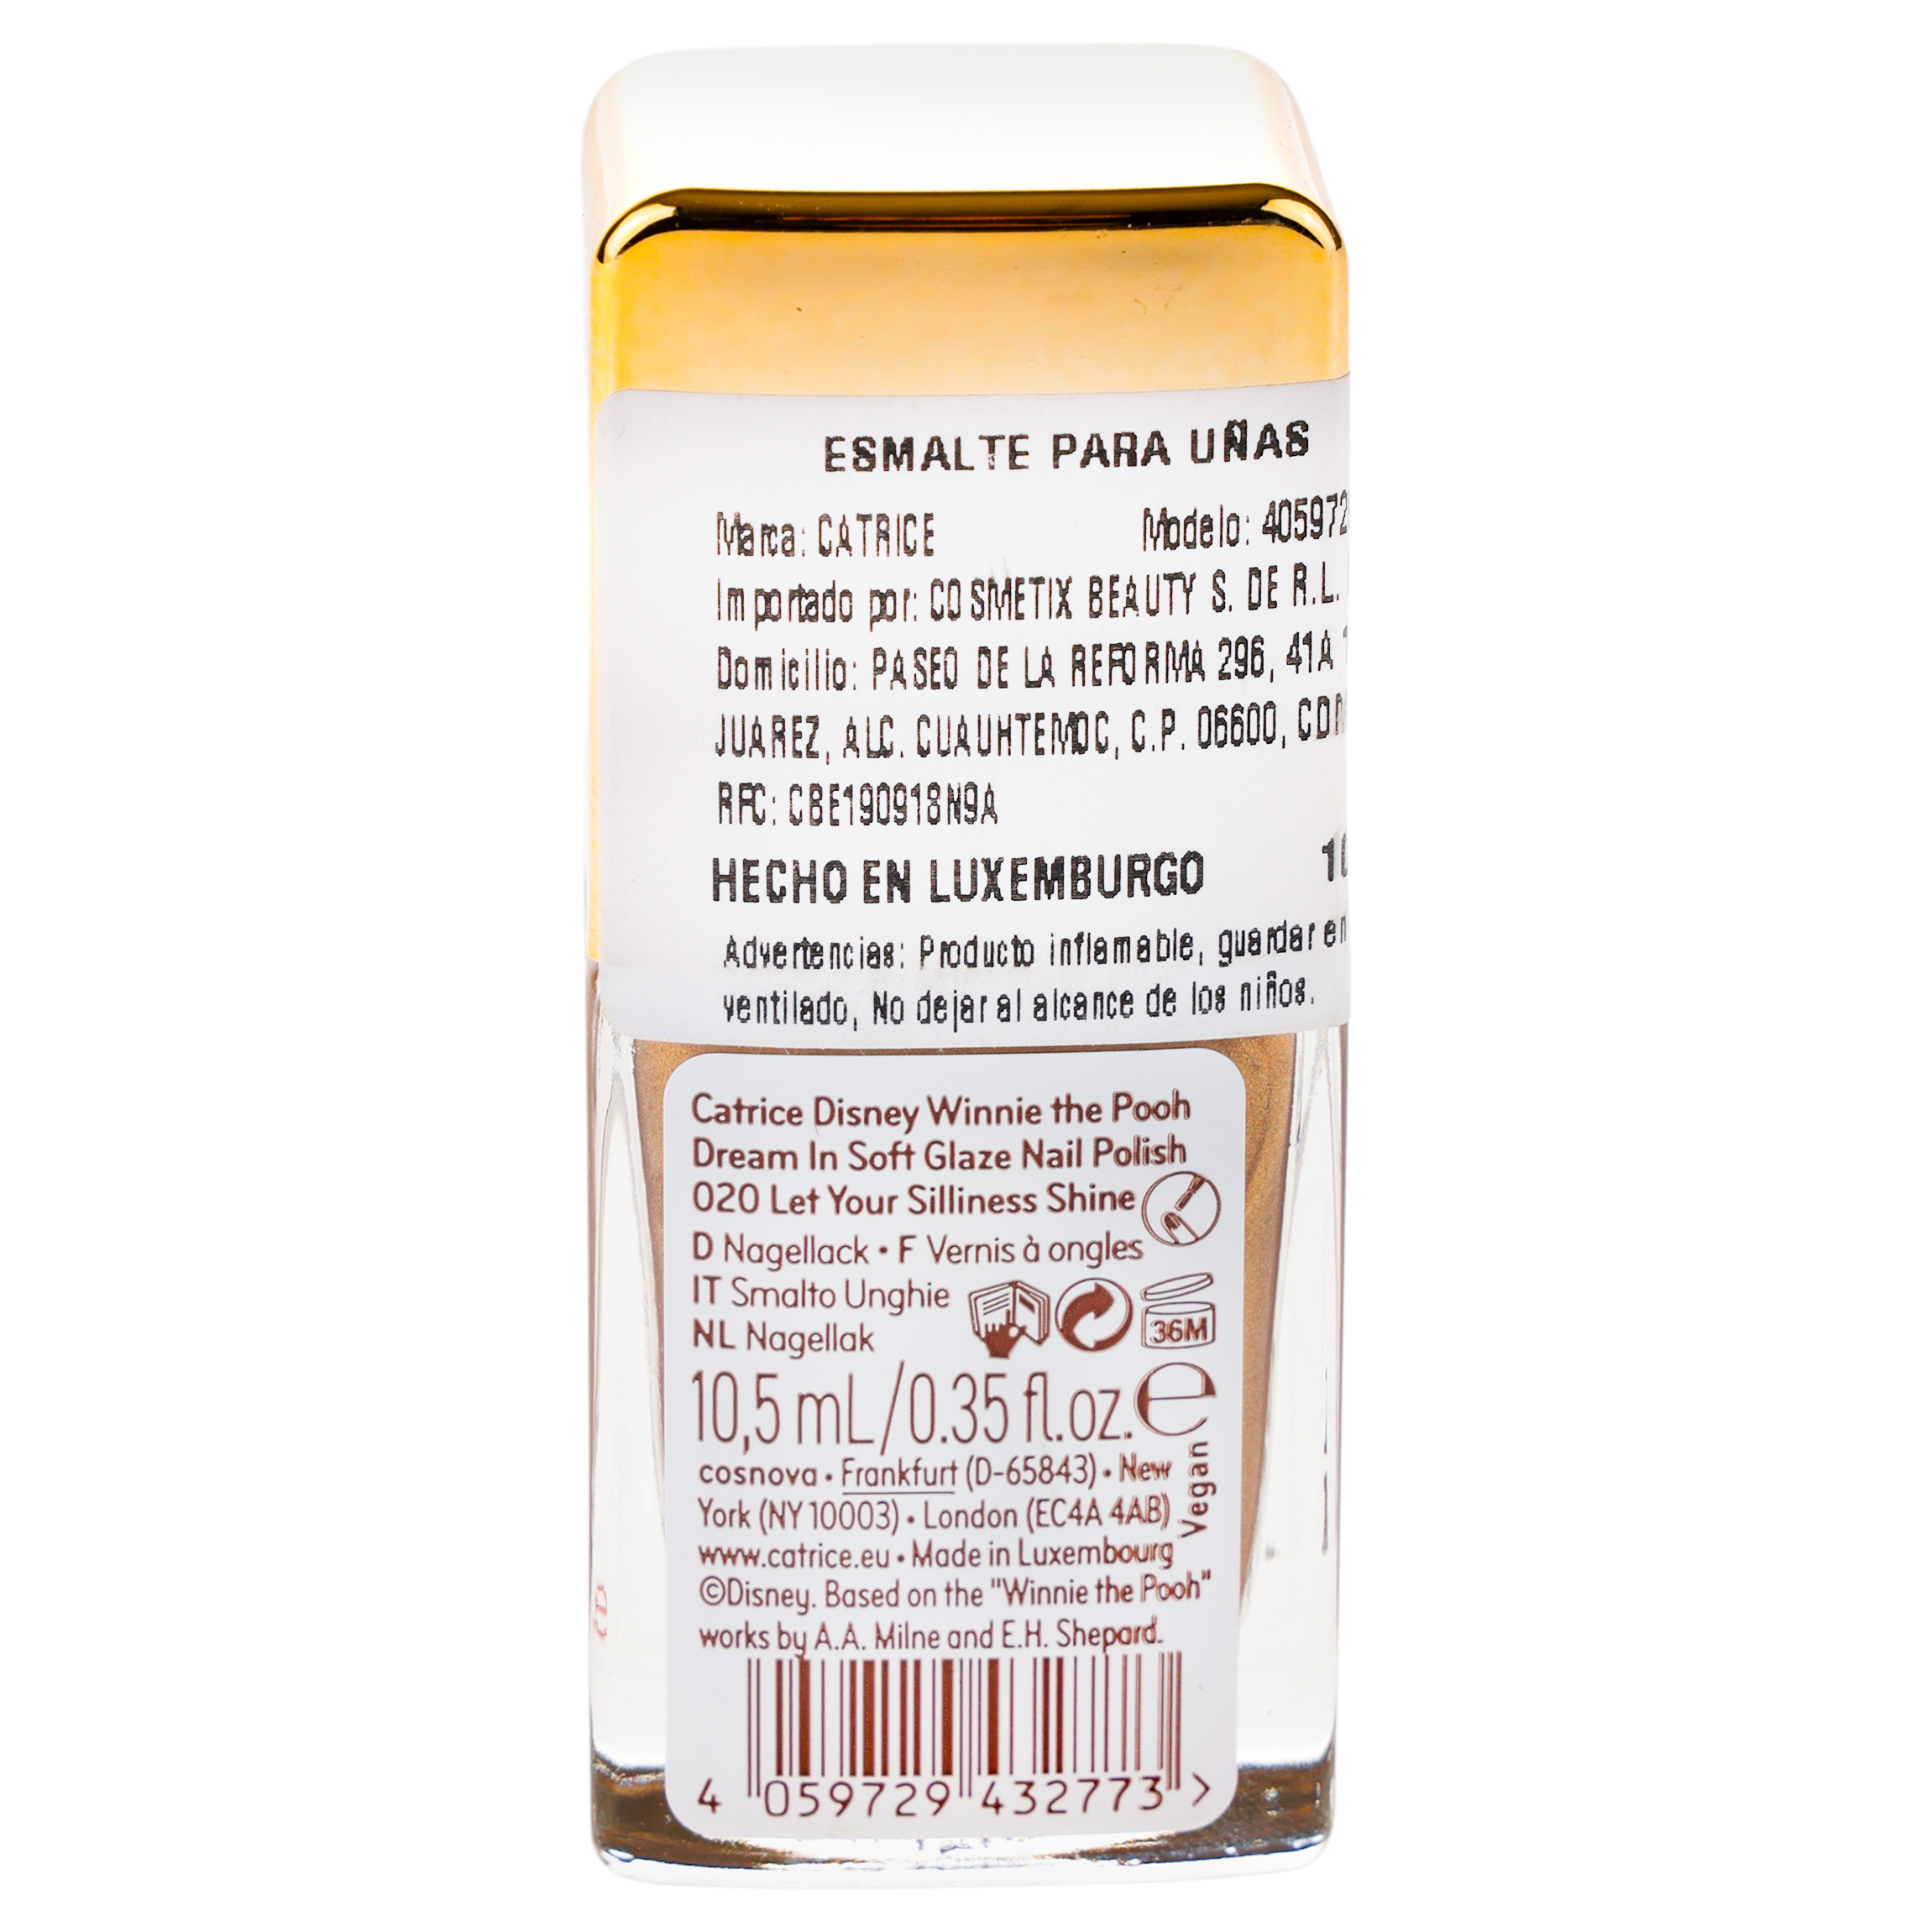 ESMALTE PARA UÑAS
Marca: CATRICE Modelo: 405972
Importado por: COSMETIX BEAUTY S. DE R.L.
Domicilio: PASEO DE LA REFORMA 296, 41A
JUAREZ, ALC. CUAUHTEMOC, C.P. 06600,
RFC: CBE190918N9A
HECHO EN LUXEMBURGO 10
Advertencias: Producto inflamable, guardar en
ventilado, No dejar al alcance de los niños.
Catrice Disney Winnie the Pooh
Dream In Soft Glaze Nail Polish
020 Let Your Silliness Shine
D Nagellack • F Vernis à ongles
IT Smalto Unghie
NL Nagellak
36M
10,5 mL/0.35 fl.oz. e
Vegan
cosnova • Frankfurt (D-65843) • New
York (NY 10003) • London (EC4A 4AB)
www.catrice.eu • Made in Luxembourg
©Disney. Based on the "Winnie the Pooh"
works by A.A. Milne and E.H. Shepard.
4 059729 432773 >